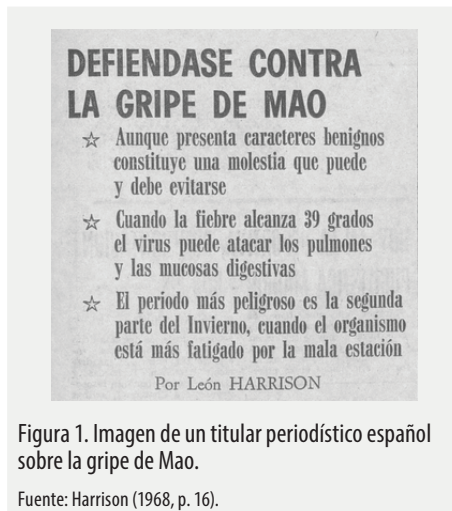 DEFIENDASE CONTRA
LA GRIPE DE MAO
☆ Aunque presenta caracteres benignos
constituye una molestia que puede
y debe evitarse
☆ Cuando la fiebre alcanza 39 grados
el virus puede atacar los pulmones
y las mucosas digestivas
☆ El período más peligroso es la segunda
parte del Invierno, cuando el organismo
está más fatigado por la mala estación
Por León HARRISON
Figura 1. Imagen de un titular periodístico español
sobre la gripe de Mao.
Fuente: Harrison (1968, p. 16).